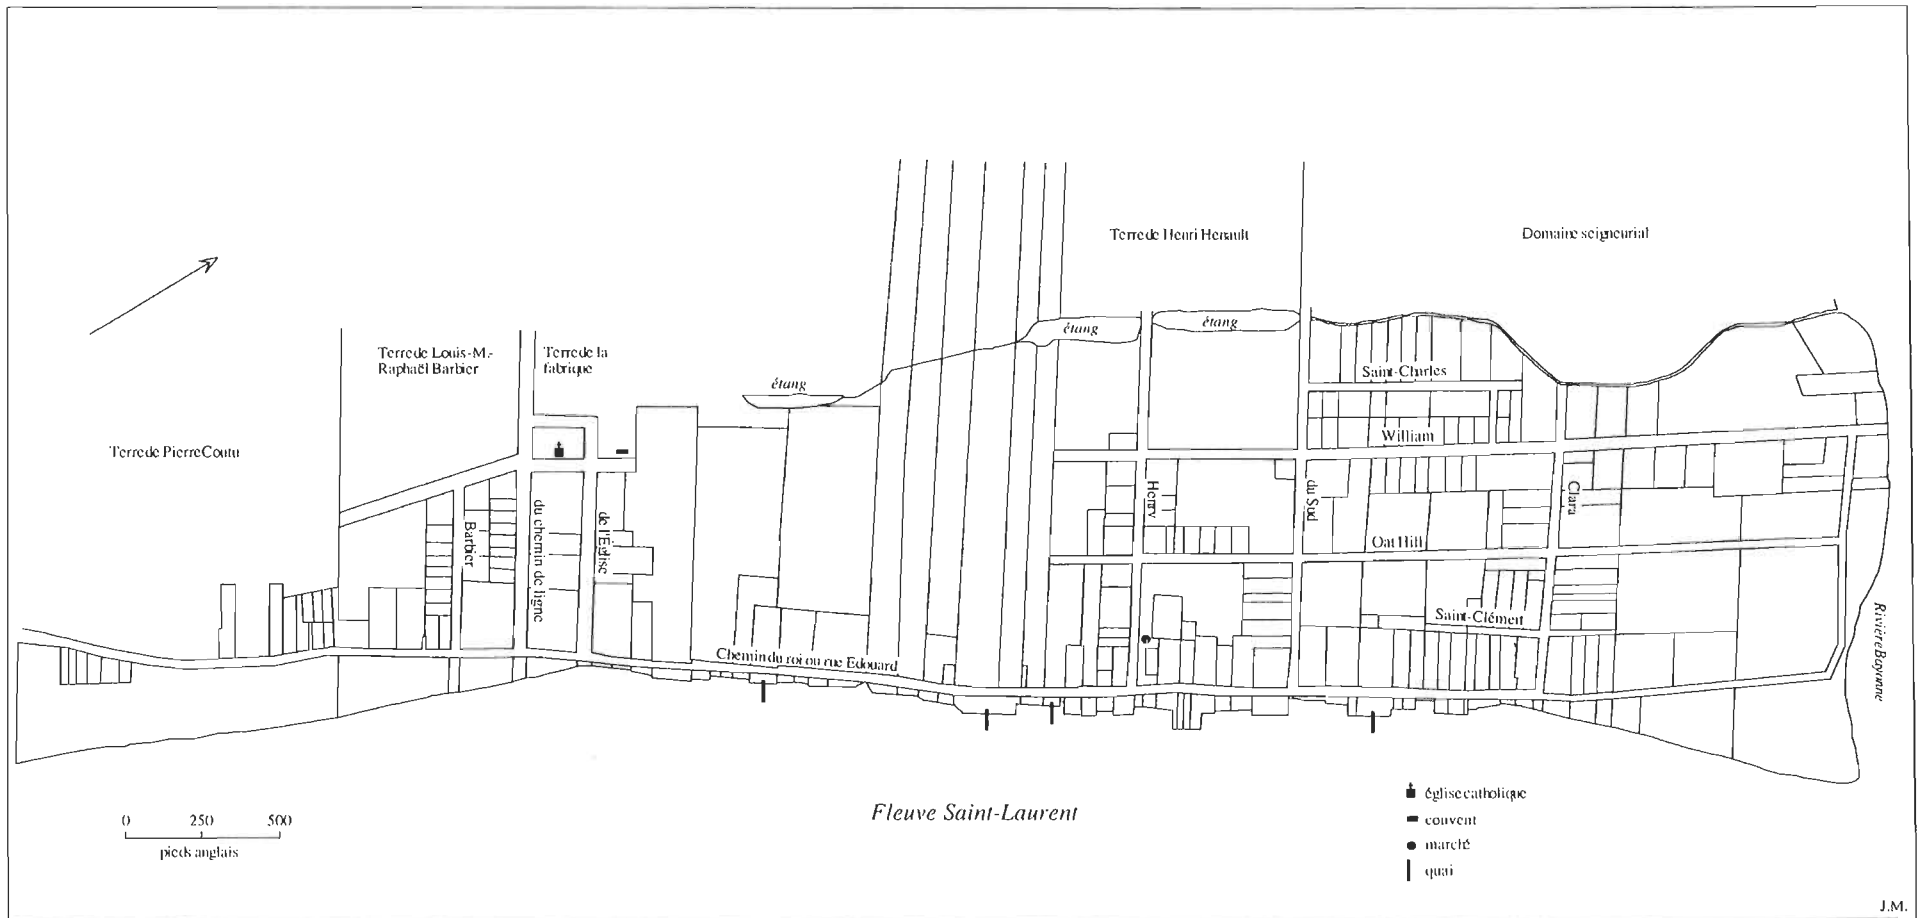 Terre de Henri Henault
Domaine seigneurial
étang
étang
Terre de Louis-M.-
Raphaël Barbier
Terre de la
fabrique
étang
Saint-Charles
William
Terre de Pierre Coutu
Barbier
du chemin de ligne
de l'Église
Henry
du Sud
Clara
Oat Hill
Saint-Clément
Chemin du roi ou rue Edouard
Rivière Bayonne
Fleuve Saint-Laurent
0 250 500
pieds anglais
église catholique
couvent
marché
quai
J.M.